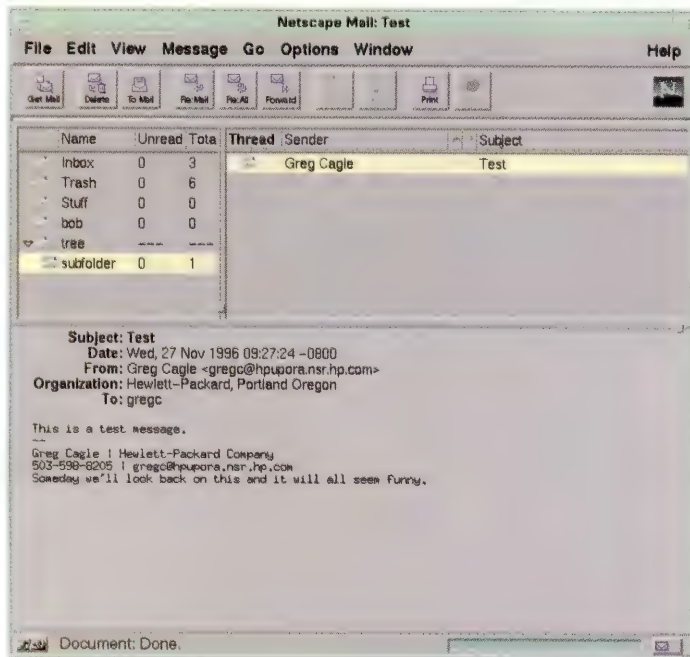 Netscape Mail: Test
File Edit View Message Go Options Window Help
Get Mail Delete To Mail Re: Mail Re: All Forward Print N
Name Unread Tota Thread Sender Subject
Inbox 0 3 Greg Cagle Test
Trash 0 6
Stuff 0 0
bob 0 0
tree --- ---
subfolder 0 1
Subject: Test
Date: Wed, 27 Nov 1996 09:27:24 -0800
From: Greg Cagle <gregc@hpupora.nsr.hp.com>
Organization: Hewlett-Packard, Portland Oregon
To: gregc
This is a test message.
--
Greg Cagle | Hewlett-Packard Company
503-598-8205 | gregc@hpupora.nsr.hp.com
Someday we'll look back on this and it will all seem funny.
Document: Done.